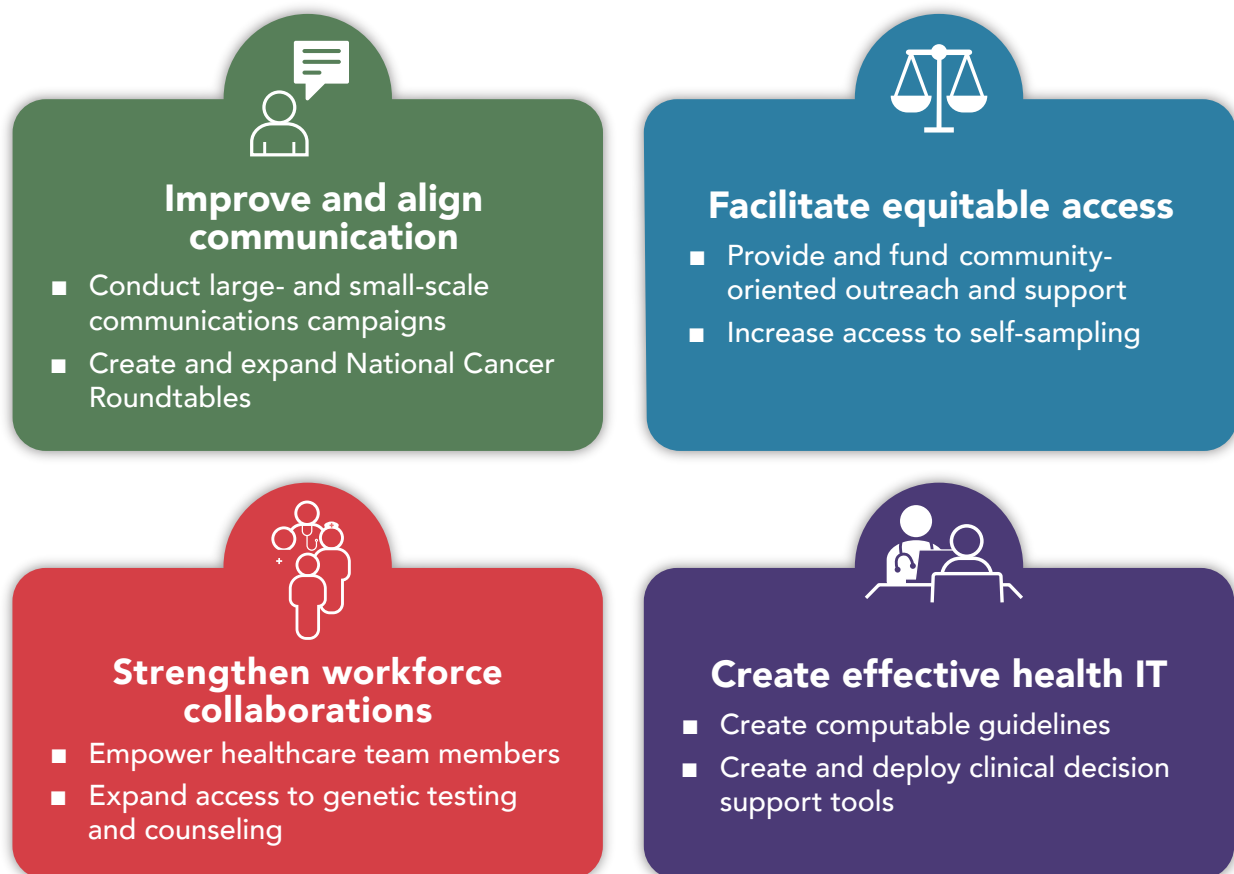 Improve and align
communication
■ Conduct large- and small-scale
communications campaigns
■ Create and expand National Cancer
Roundtables
Facilitate equitable access
■ Provide and fund community-
oriented outreach and support
■ Increase access to self-sampling
Strengthen workforce
collaborations
■ Empower healthcare team members
■ Expand access to genetic testing
and counseling
Create effective health IT
■ Create computable guidelines
■ Create and deploy clinical decision
support tools